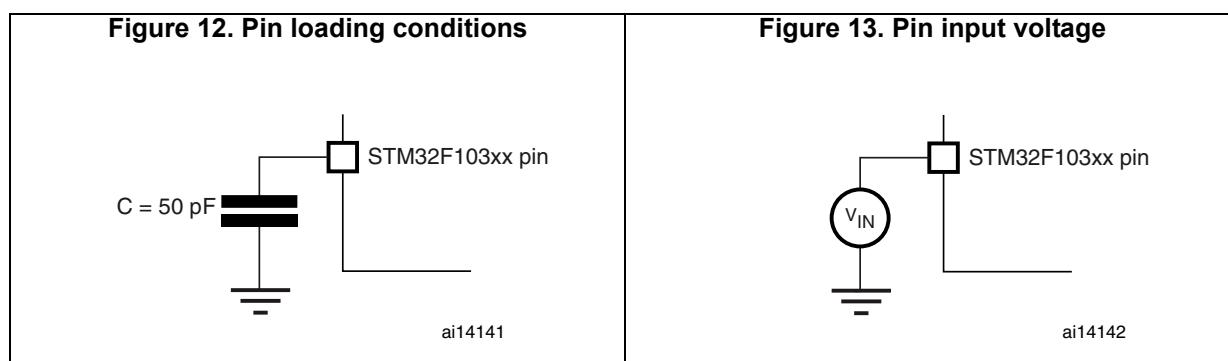 Figure 12. Pin loading conditions
STM32F103xx pin
C = 50 pF
ai14141
Figure 13. Pin input voltage
STM32F103xx pin
VIN
ai14142